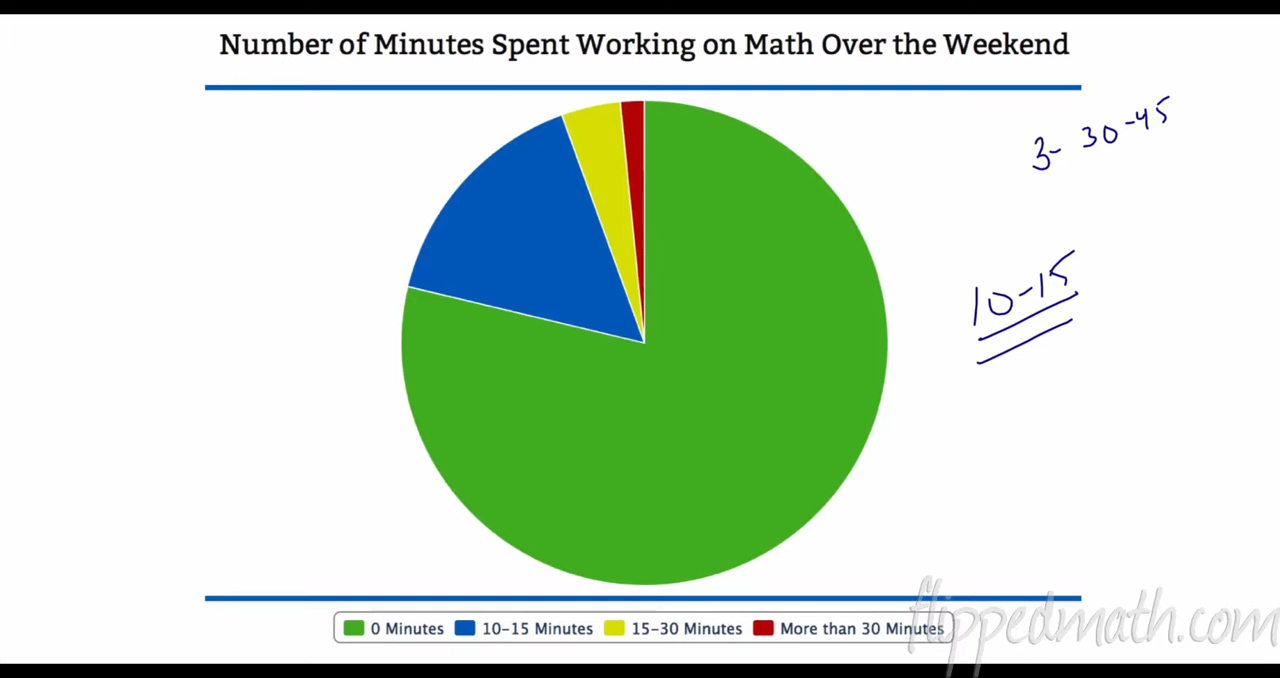 Number of Minutes Spent Working on Math Over the Weekend
3- 30-45
10-15
0 Minutes
10-15 Minutes
15-30 Minutes
More than 30 Minutes
flippedmath.com